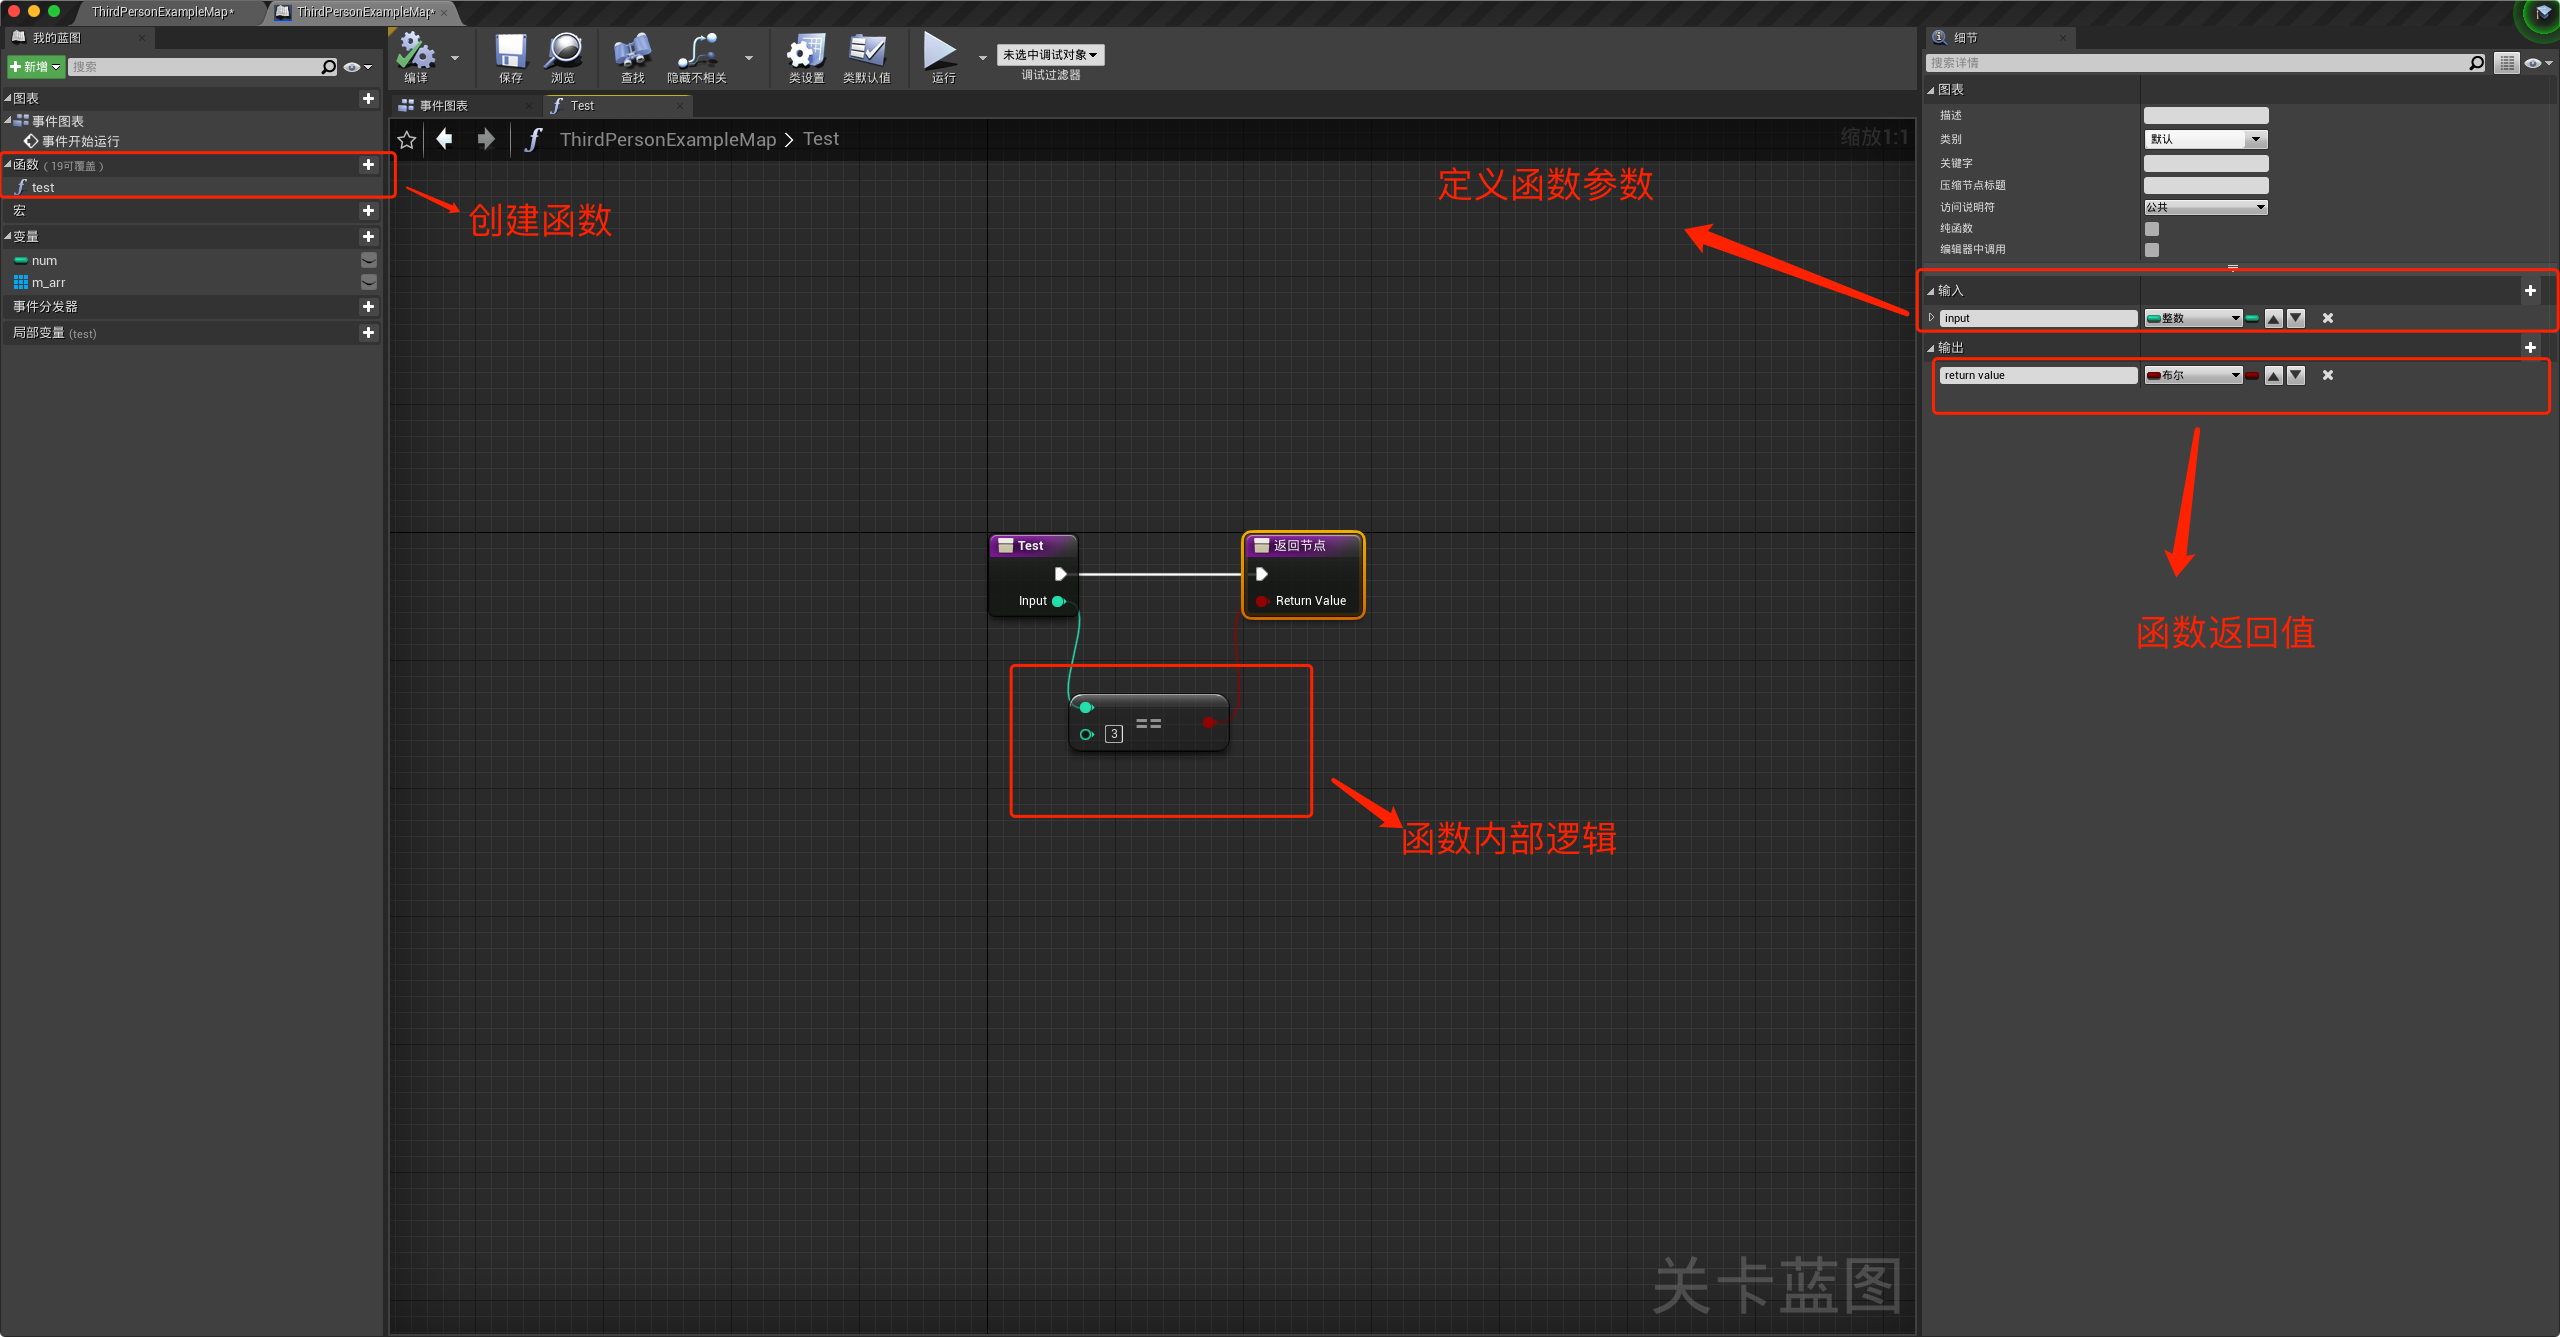 ThirdPersonExampleMap*
ThirdPersonExampleMap*
我的蓝图
新增
搜索
图表
事件图表
事件开始运行
函数 (19可覆盖)
test
宏
变量
num
m_arr
事件分发器
局部变量 (test)
编译
保存
浏览
查找
隐藏不相关
类设置
类默认值
运行
未选中调试对象
调试过滤器
事件图表
Test
ThirdPersonExampleMap > Test
缩放1:1
创建函数
定义函数参数
Test
Input
返回节点
Return Value
3
==
函数内部逻辑
关卡蓝图
细节
搜索详情
图表
描述
类别
默认
关键字
压缩节点标题
访问说明符
公共
纯函数
编辑器中调用
输入
input
整数
输出
return value
布尔
函数返回值